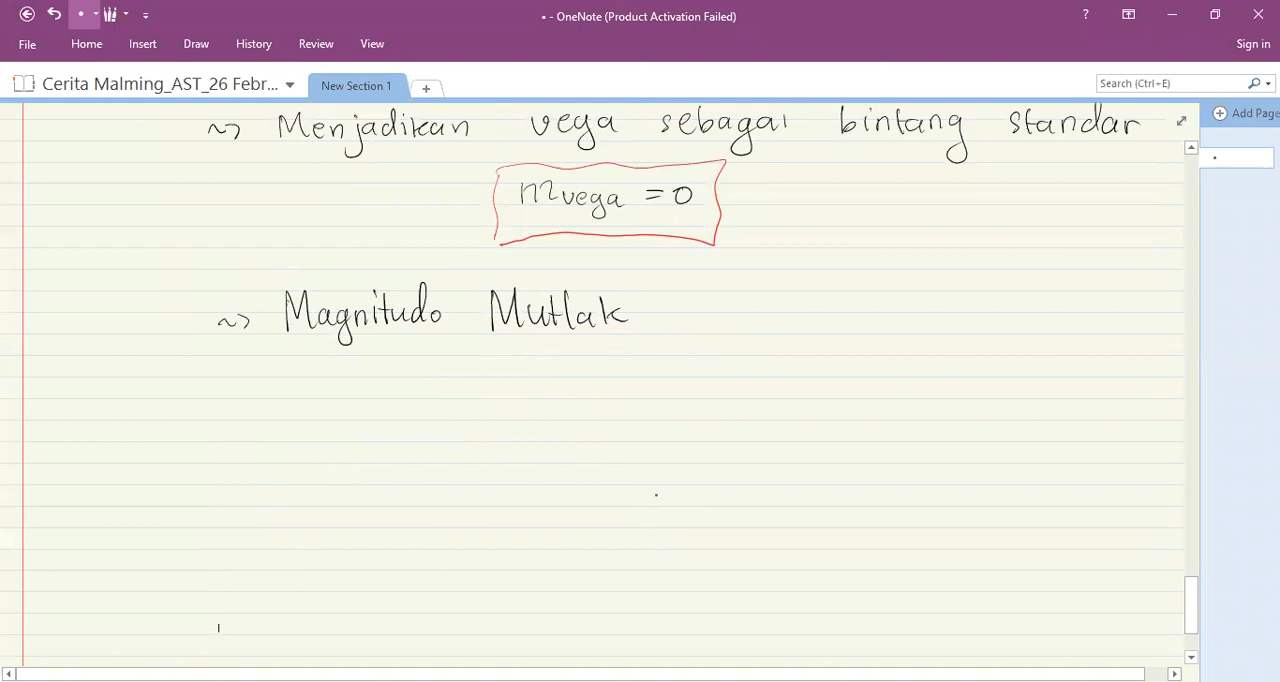 • - OneNote (Product Activation Failed)
?
File Home Insert Draw History Review View
Sign in
Cerita Malming_AST_26 Febr...
New Section 1
Search (Ctrl+E)
Add Page
~> Menjadikan vega sebagai bintang standar
m vega = 0
~> Magnitudo Mutlak